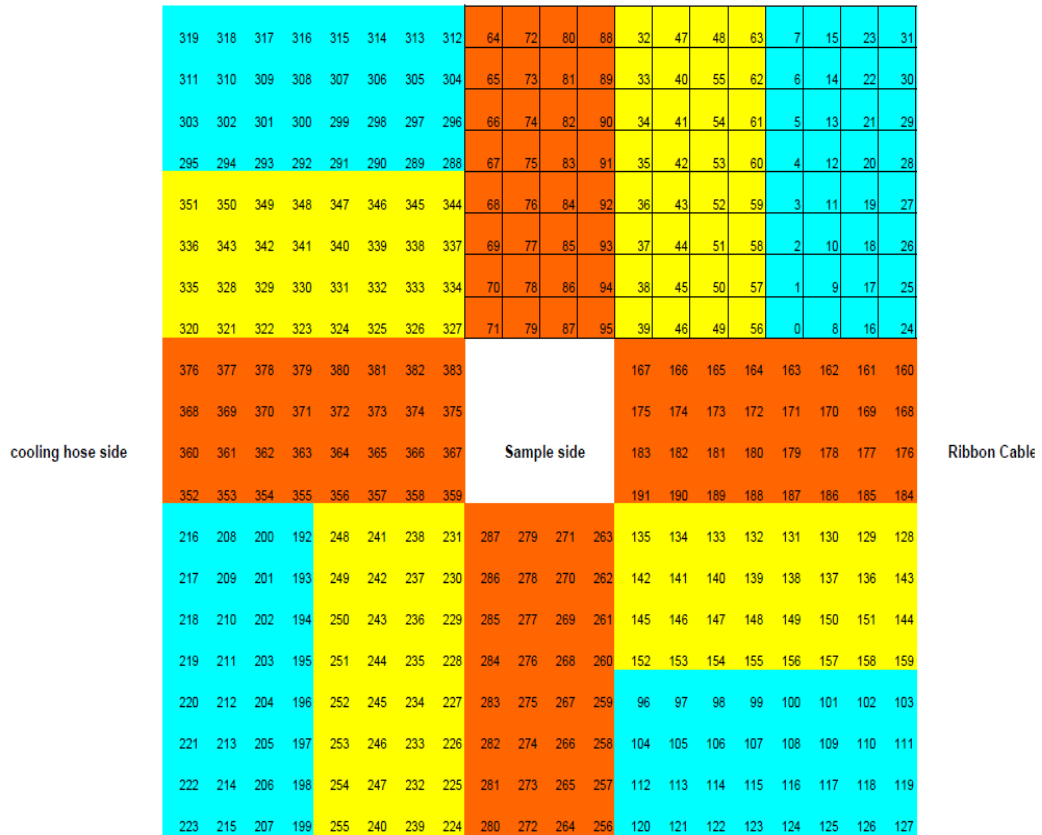 319 318 317 316 315 314 313 312 64 72 80 88 32 47 48 63 7 15 23 31
311 310 309 308 307 306 305 304 65 73 81 89 33 40 55 62 6 14 22 30
303 302 301 300 299 298 297 296 66 74 82 90 34 41 54 61 5 13 21 29
295 294 293 292 291 290 289 288 67 75 83 91 35 42 53 60 4 12 20 28
351 350 349 348 347 346 345 344 68 76 84 92 36 43 52 59 3 11 19 27
336 343 342 341 340 339 338 337 69 77 85 93 37 44 51 58 2 10 18 26
335 328 329 330 331 332 333 334 70 78 86 94 38 45 50 57 1 9 17 25
320 321 322 323 324 325 326 327 71 79 87 95 39 46 49 56 0 8 16 24
376 377 378 379 380 381 382 383 167 166 165 164 163 162 161 160
368 369 370 371 372 373 374 375 175 174 173 172 171 170 169 168
cooling hose side 360 361 362 363 364 365 366 367 Sample side 183 182 181 180 179 178 177 176 Ribbon Cable
352 353 354 355 356 357 358 359 191 190 189 188 187 186 185 184
216 208 200 192 248 241 238 231 287 279 271 263 135 134 133 132 131 130 129 128
217 209 201 193 249 242 237 230 286 278 270 262 142 141 140 139 138 137 136 143
218 210 202 194 250 243 236 229 285 277 269 261 145 146 147 148 149 150 151 144
219 211 203 195 251 244 235 228 284 276 268 260 152 153 154 155 156 157 158 159
220 212 204 196 252 245 234 227 283 275 267 259 96 97 98 99 100 101 102 103
221 213 205 197 253 246 233 226 282 274 266 258 104 105 106 107 108 109 110 111
222 214 206 198 254 247 232 225 281 273 265 257 112 113 114 115 116 117 118 119
223 215 207 199 255 240 239 224 280 272 264 256 120 121 122 123 124 125 126 127